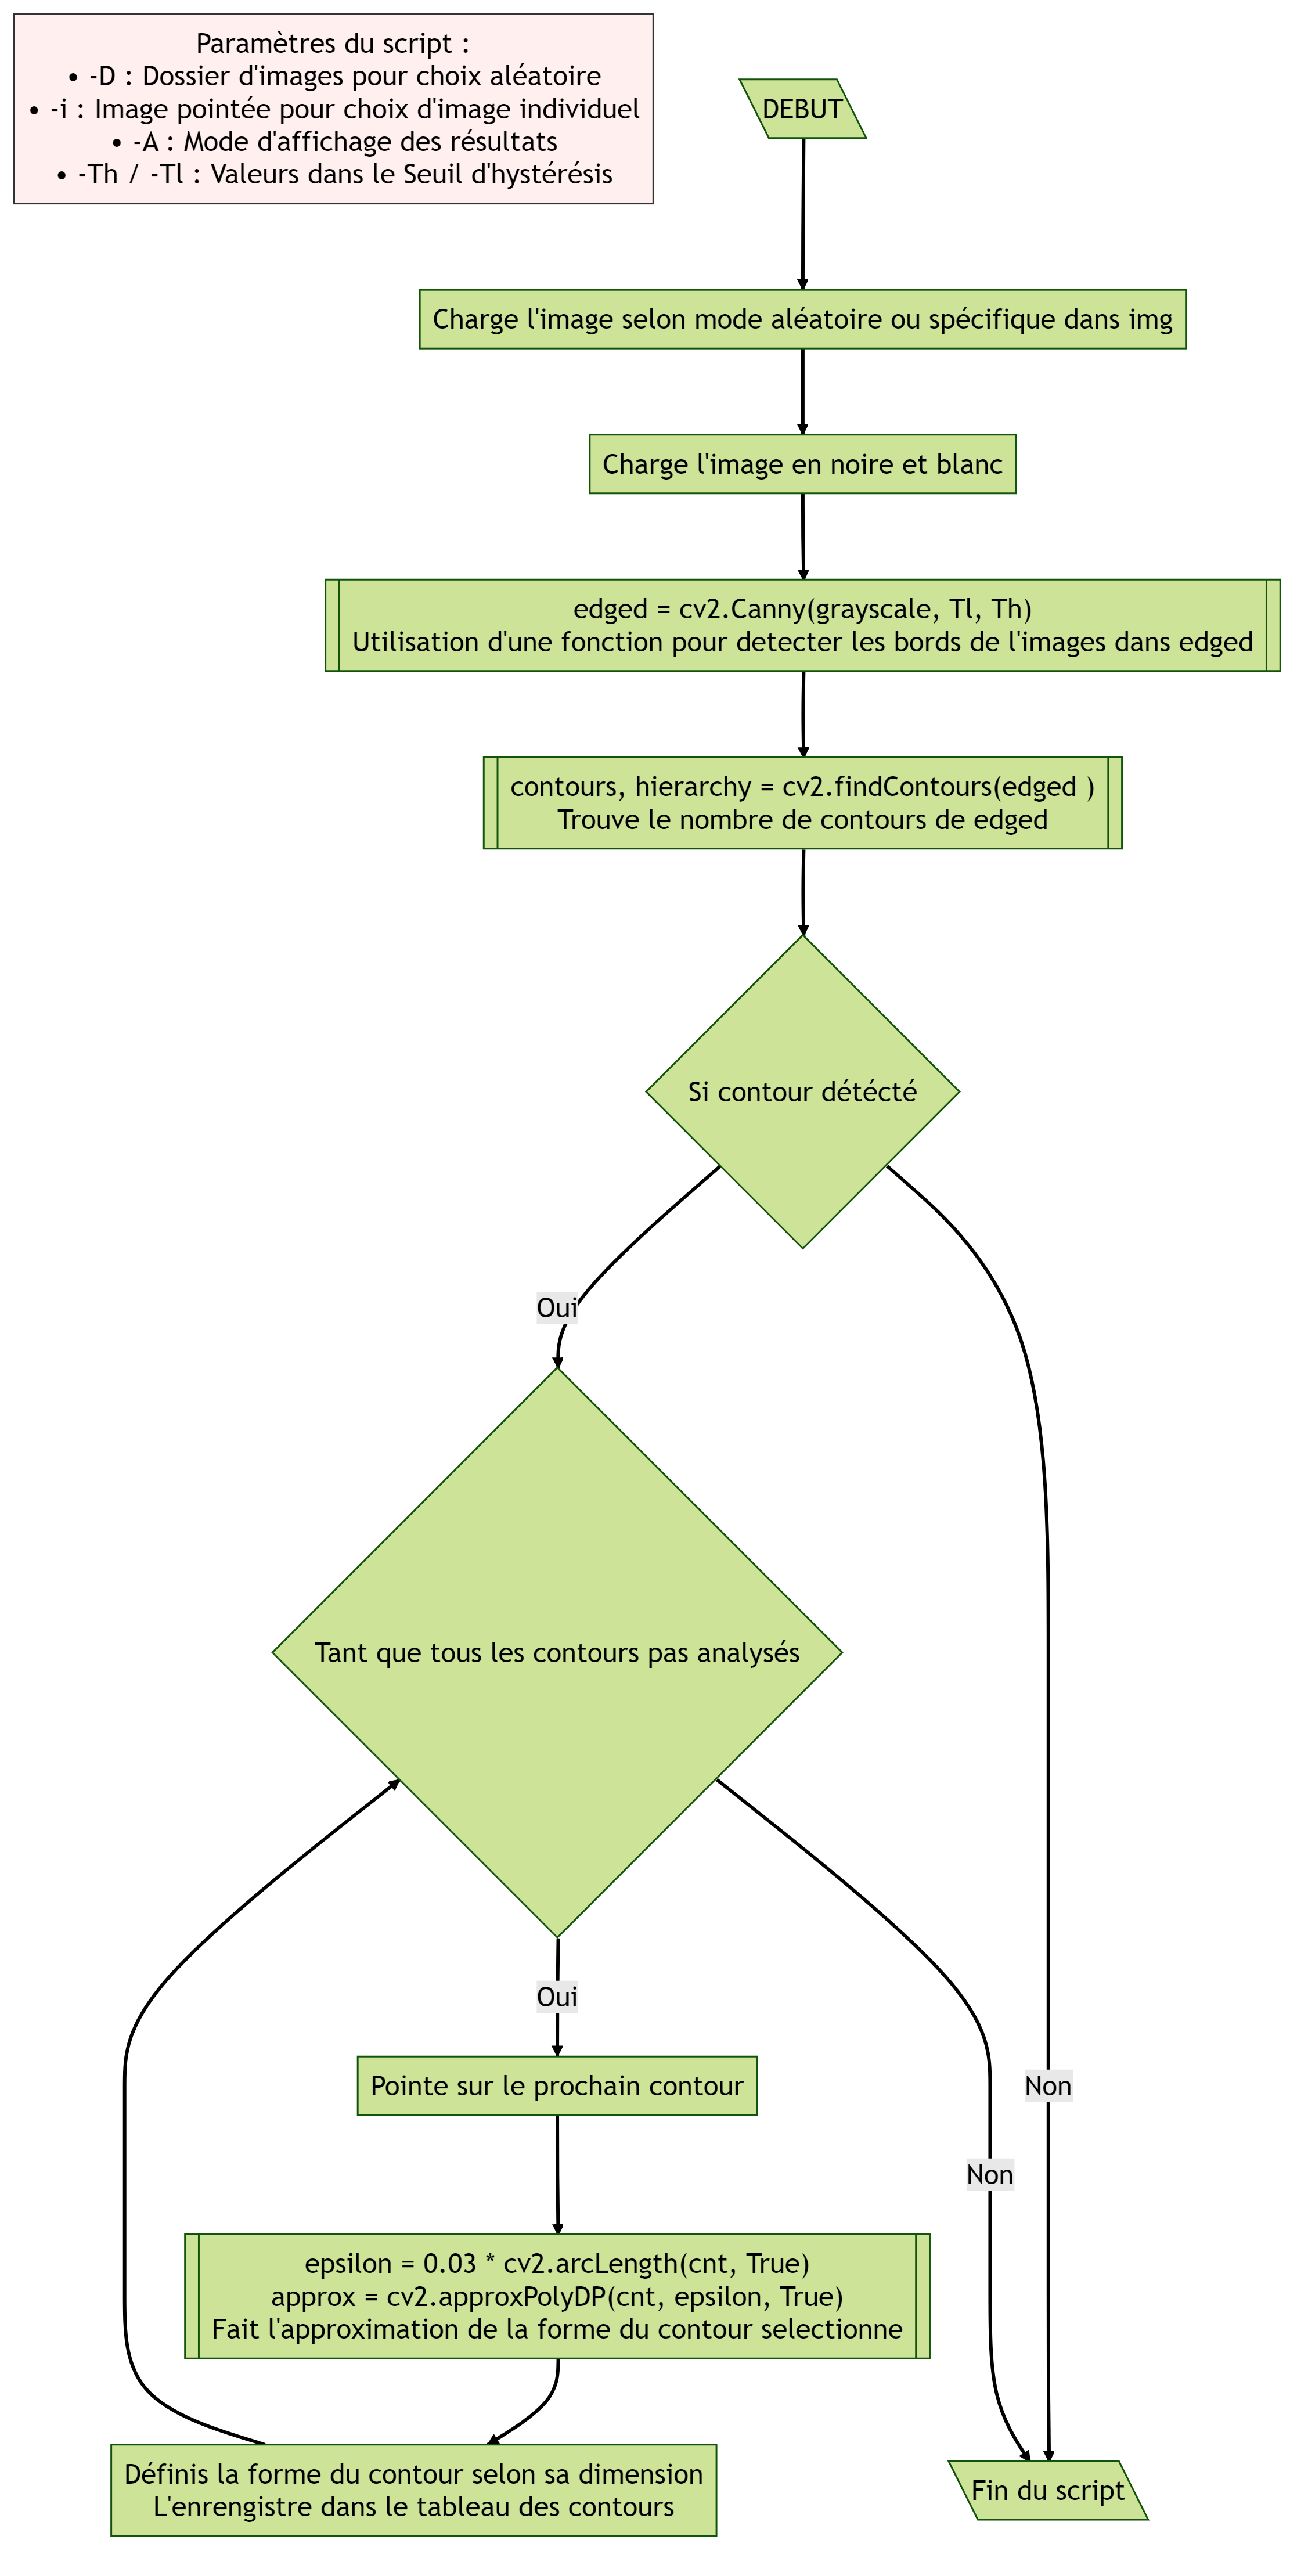 Paramètres du script :
• -D : Dossier d'images pour choix aléatoire
• -i : Image pointée pour choix d'image individuel
• -A : Mode d'affichage des résultats
• -Th / -Tl : Valeurs dans le Seuil d'hystérésis
DEBUT
Charge l'image selon mode aléatoire ou spécifique dans img
Charge l'image en noire et blanc
edged = cv2.Canny(grayscale, Tl, Th)
Utilisation d'une fonction pour detecter les bords de l'images dans edged
contours, hierarchy = cv2.findContours(edged )
Trouve le nombre de contours de edged
Si contour détécté
Oui
Tant que tous les contours pas analysés
Oui
Pointe sur le prochain contour
Non
Non
epsilon = 0.03 * cv2.arcLength(cnt, True)
approx = cv2.approxPolyDP(cnt, epsilon, True)
Fait l'approximation de la forme du contour selectionne
Définis la forme du contour selon sa dimension
L'enrengistre dans le tableau des contours
Fin du script